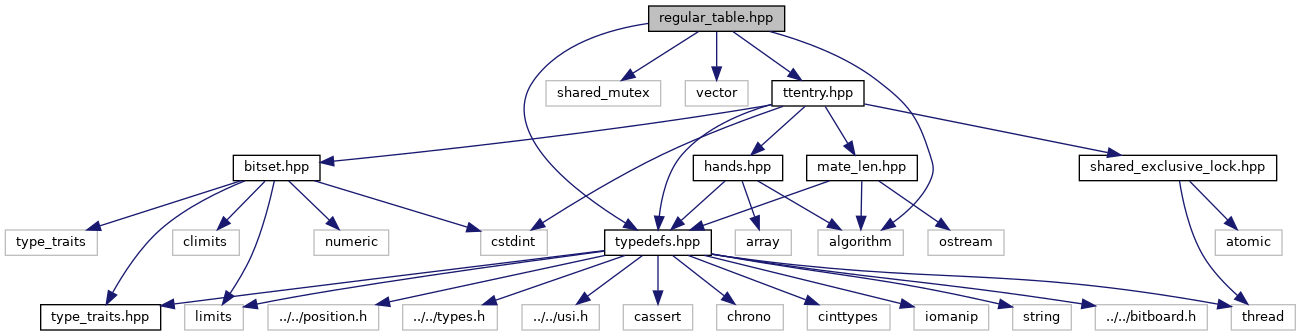 regular_table.hpp
shared_mutex
vector
ttentry.hpp
bitset.hpp
hands.hpp
mate_len.hpp
shared_exclusive_lock.hpp
type_traits
climits
numeric
cstdint
typedefs.hpp
array
algorithm
ostream
atomic
type_traits.hpp
limits
../../position.h
../../types.h
../../usi.h
cassert
chrono
cinttypes
iomanip
string
../../bitboard.h
thread